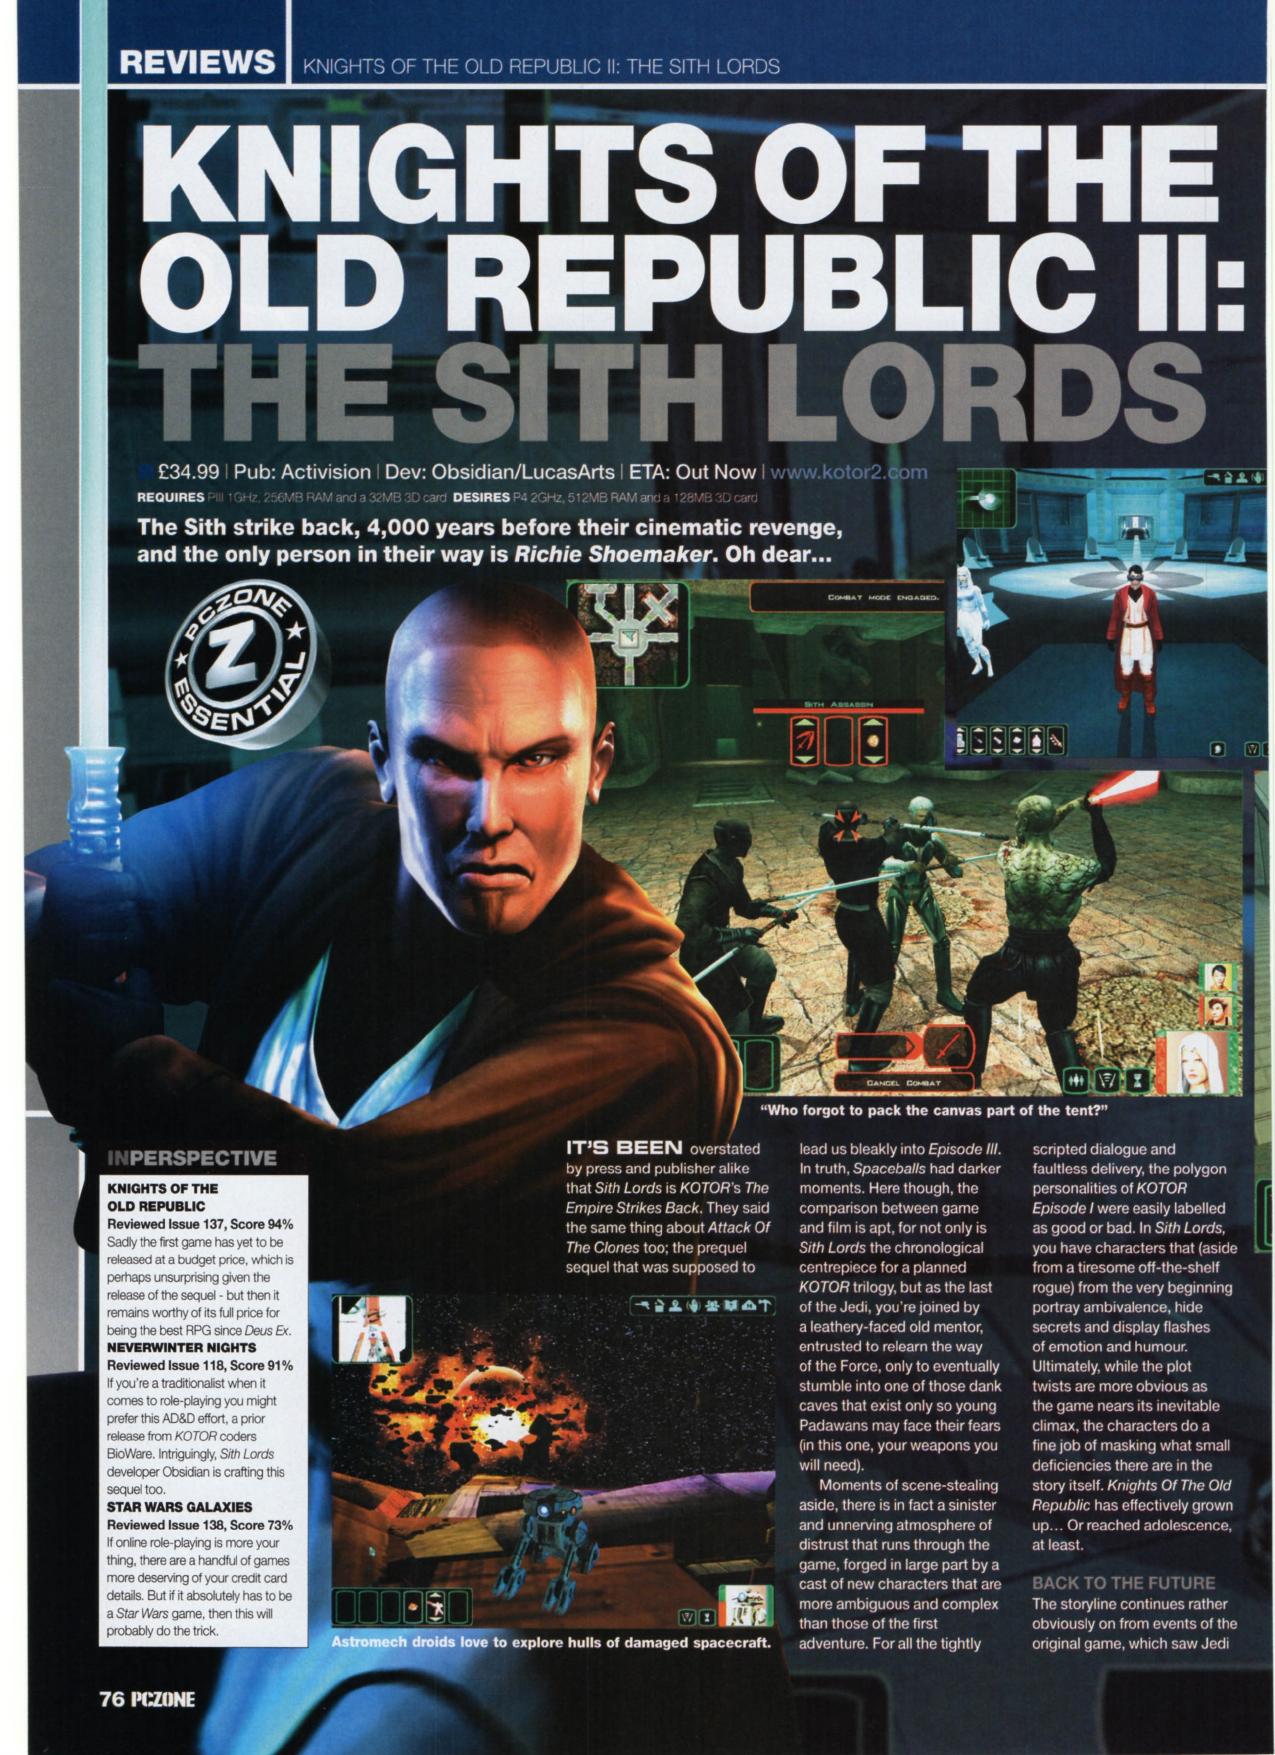 REVIEWS
KNIGHTS OF THE OLD REPUBLIC II: THE SITH LORDS
KNIGHTS OF THE
OLD REPUBLIC II:
THE SITH LORDS
£34.99 | Pub: Activision | Dev: Obsidian/LucasArts | ETA: Out Now | www.kotor2.com
REQUIRES PIII 1GHz, 256MB RAM and a 32MB 3D card DESIRES P4 2GHz, 512MB RAM and a 128MB 3D card
The Sith strike back, 4,000 years before their cinematic revenge,
and the only person in their way is Richie Shoemaker. Oh dear...
PCZONE
Z
ESSENTIAL
COMBAT MODE ENGAGED.
SITH ASSASSIN
CANCEL COMBAT
“Who forgot to pack the canvas part of the tent?”
INPERSPECTIVE
KNIGHTS OF THE
OLD REPUBLIC
Reviewed Issue 137, Score 94%
Sadly the first game has yet to be
released at a budget price, which is
perhaps unsurprising given the
release of the sequel - but then it
remains worthy of its full price for
being the best RPG since Deus Ex.
NEVERWINTER NIGHTS
Reviewed Issue 118, Score 91%
If you're a traditionalist when it
comes to role-playing you might
prefer this AD&D effort, a prior
release from KOTOR coders
BioWare. Intriguingly, Sith Lords
developer Obsidian is crafting this
sequel too.
STAR WARS GALAXIES
Reviewed Issue 138, Score 73%
If online role-playing is more your
thing, there are a handful of games
more deserving of your credit card
details. But if it absolutely has to be
a Star Wars game, then this will
probably do the trick.
IT'S BEEN overstated
by press and publisher alike
that Sith Lords is KOTOR's The
Empire Strikes Back. They said
the same thing about Attack Of
The Clones too; the prequel
sequel that was supposed to
Astromech droids love to explore hulls of damaged spacecraft.
lead us bleakly into Episode III.
In truth, Spaceballs had darker
moments. Here though, the
comparison between game
and film is apt, for not only is
Sith Lords the chronological
centrepiece for a planned
KOTOR trilogy, but as the last
of the Jedi, you're joined by
a leathery-faced old mentor,
entrusted to relearn the way
of the Force, only to eventually
stumble into one of those dank
caves that exist only so young
Padawans may face their fears
(in this one, your weapons you
will need).
Moments of scene-stealing
aside, there is in fact a sinister
and unnerving atmosphere of
distrust that runs through the
game, forged in large part by a
cast of new characters that are
more ambiguous and complex
than those of the first
adventure. For all the tightly
scripted dialogue and
faultless delivery, the polygon
personalities of KOTOR
Episode I were easily labelled
as good or bad. In Sith Lords,
you have characters that (aside
from a tiresome off-the-shelf
rogue) from the very beginning
portray ambivalence, hide
secrets and display flashes
of emotion and humour.
Ultimately, while the plot
twists are more obvious as
the game nears its inevitable
climax, the characters do a
fine job of masking what small
deficiencies there are in the
story itself. Knights Of The Old
Republic has effectively grown
up... Or reached adolescence,
at least.
BACK TO THE FUTURE
The storyline continues rather
obviously on from events of the
original game, which saw Jedi
76 PCZONE